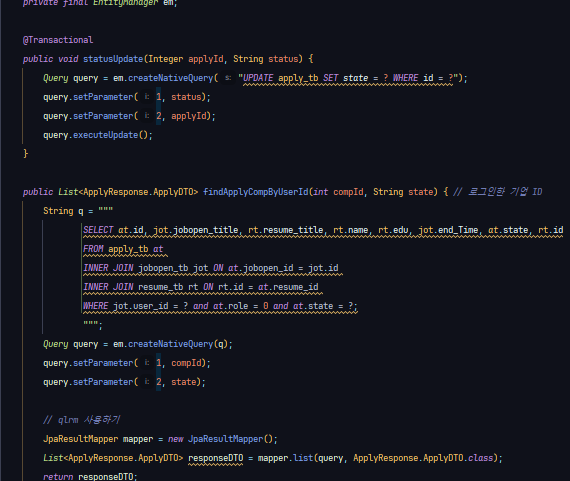 private final EntityManager em;
@Transactional
public void statusUpdate(Integer applyId, String status) {
Query query = em.createNativeQuery( s: "UPDATE apply_tb SET state = ? WHERE id = ?");
query.setParameter( i: 1, status);
query.setParameter( i: 2, applyId);
query.executeUpdate();
}
public List<ApplyResponse.ApplyDTO> findApplyCompByUserId(int compId, String state) { // 로그인한 기업 ID
String q = """
SELECT at.id, jot.jobopen_title, rt.resume_title, rt.name, rt.edu, jot.end_Time, at.state, rt.id
FROM apply_tb at
INNER JOIN jobopen_tb jot ON at.jobopen_id = jot.id
INNER JOIN resume_tb rt ON rt.id = at.resume_id
WHERE jot.user_id = ? and at.role = 0 and at.state = ?;
""";
Query query = em.createNativeQuery(q);
query.setParameter( i: 1, compId);
query.setParameter( i: 2, state);
// qlrm 사용하기
JpaResultMapper mapper = new JpaResultMapper();
List<ApplyResponse.ApplyDTO> responseDTO = mapper.list(query, ApplyResponse.ApplyDTO.class);
return responseDTO;